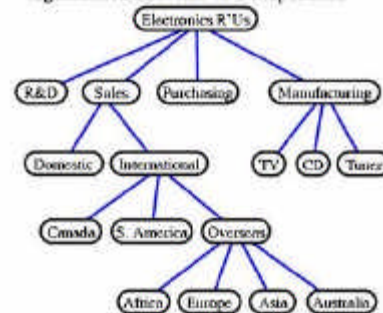 Electronics R'Us
R&D Sales Purchasing Manufacturing
Domestic International TV CD Tuner
Canada S. America Overseas
Africa Europe Asia Australia